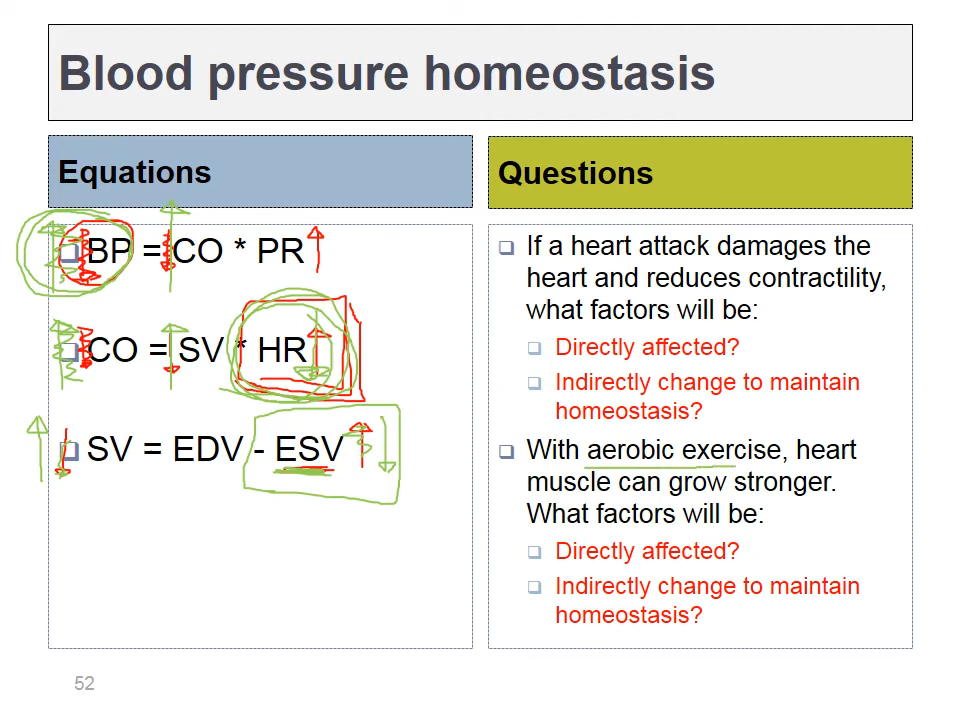 Blood pressure homeostasis
Equations
BP = CO * PR
CO = SV * HR
SV = EDV - ESV
Questions
If a heart attack damages the
heart and reduces contractility,
what factors will be:
Directly affected?
Indirectly change to maintain
homeostasis?
With aerobic exercise, heart
muscle can grow stronger.
What factors will be:
Directly affected?
Indirectly change to maintain
homeostasis?
52